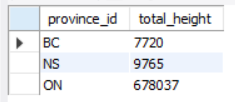 province_id total_height
BC 7720
NS 9765
ON 678037